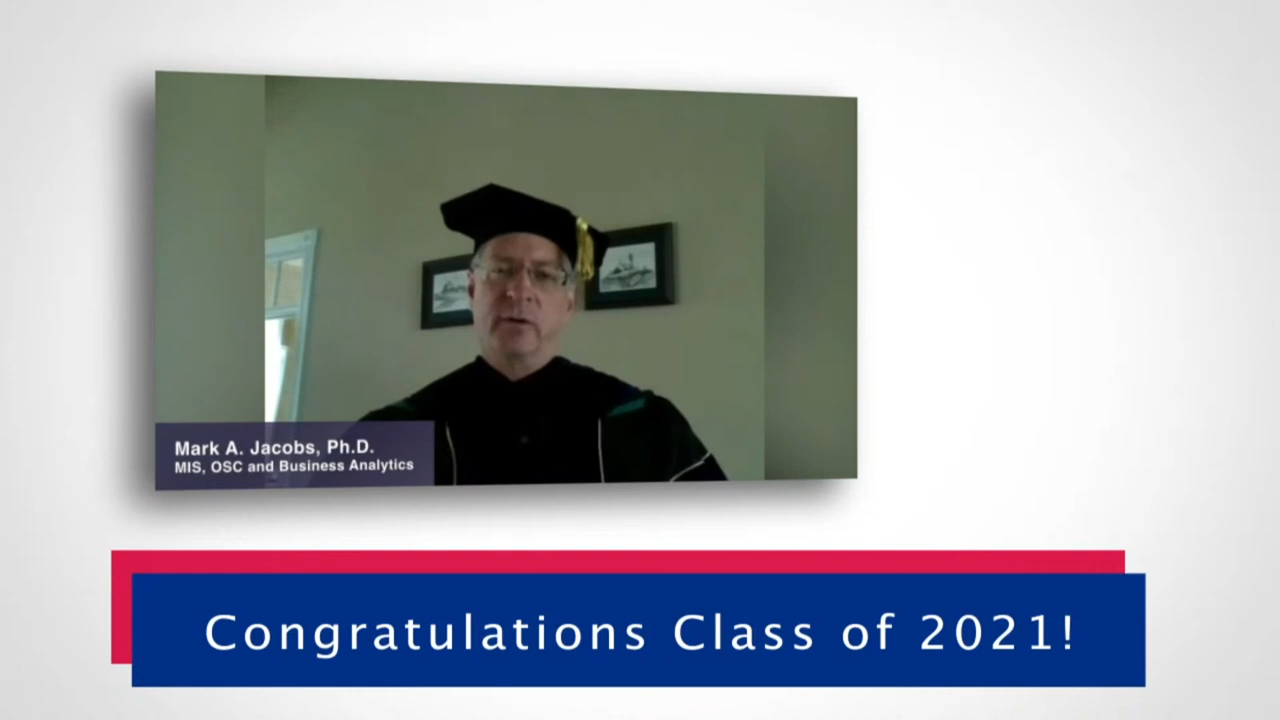 Mark A. Jacobs, Ph.D.
MIS, OSC and Business Analytics
Congratulations Class of 2021!